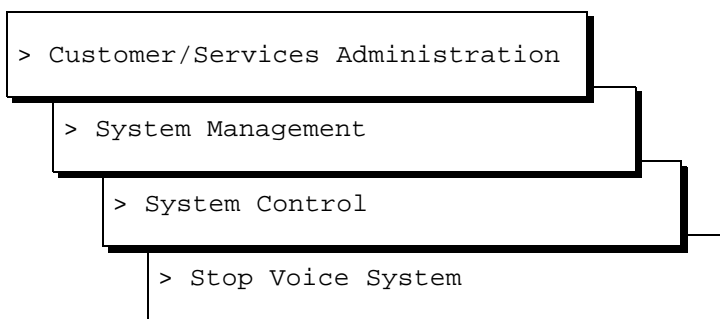 > Customer/Services Administration
> System Management
> System Control
> Stop Voice System